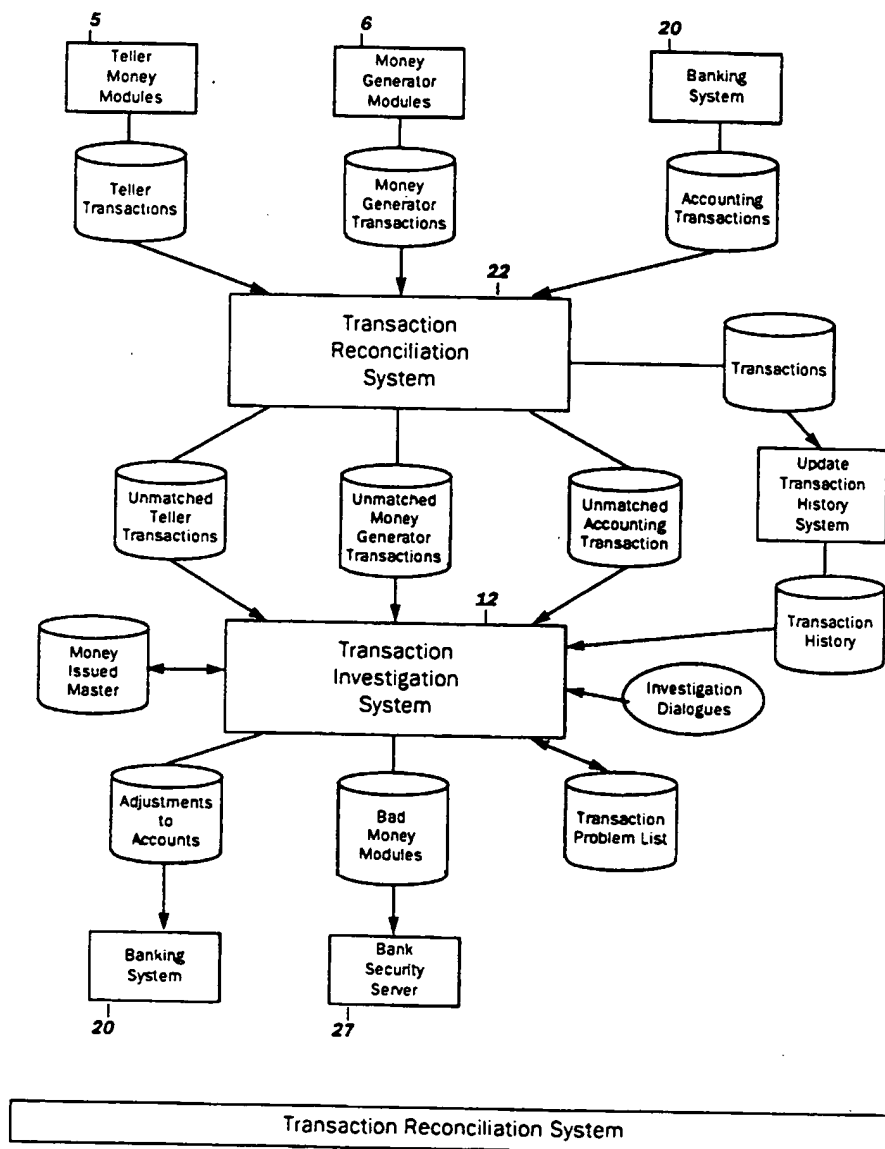 5
6
20
Teller
Money
Modules
Money
Generator
Modules
Banking
System
Teller
Transactions
Money
Generator
Transactions
Accounting
Transactions
22
Transaction
Reconciliation
System
Transactions
Unmatched
Teller
Transactions
Unmatched
Money
Generator
Transactions
Unmatched
Accounting
Transaction
Update
Transaction
History
System
12
Transaction
History
Money
Issued
Master
Transaction
Investigation
System
Investigation
Dialogues
Adjustments
to
Accounts
Bad
Money
Modules
Transaction
Problem List
Banking
System
Bank
Security
Server
20
27
Transaction Reconciliation System